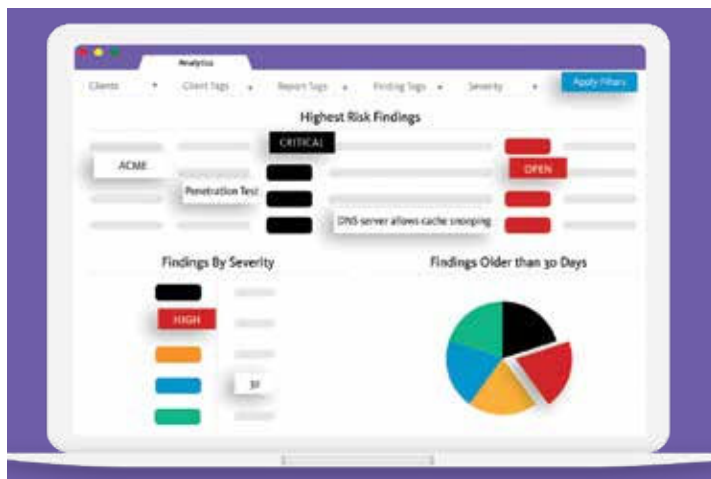 Analytics
Clients
Client Tags
Report Tags
Finding Tags
Severity
Apply Filters
Highest Risk Findings
CRITICAL
ACME
OPEN
Penetration Test
DNS server allows cache snooping
Findings By Severity
Findings Older than 30 Days
HIGH